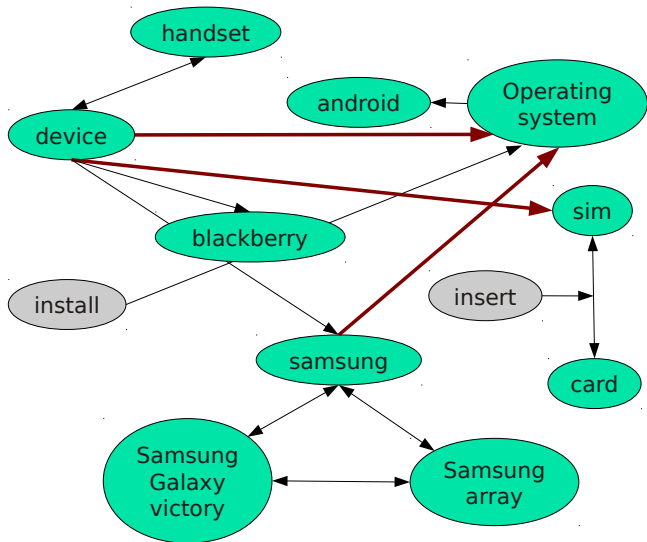 handset
android
Operating
system
device
sim
blackberry
install
insert
samsung
card
Samsung
Galaxy
victory
Samsung
array